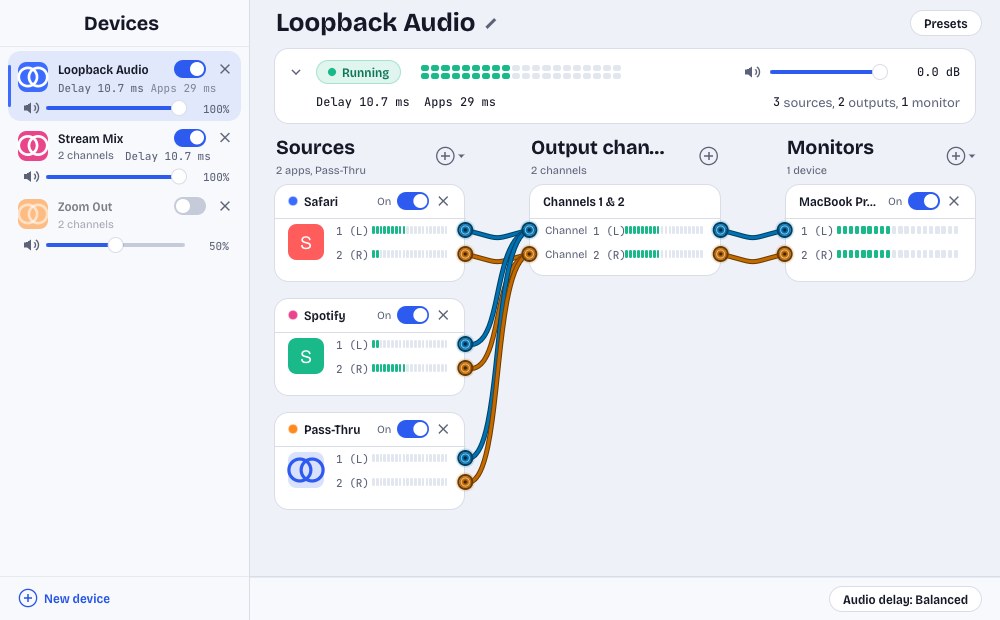 Devices
Loopback Audio
Delay 10.7 ms Apps 29 ms
100%
Stream Mix
2 channels Delay 10.7 ms
100%
Zoom Out
2 channels
50%
New device
Loopback Audio
Presets
Running
0.0 dB
Delay 10.7 ms Apps 29 ms
3 sources, 2 outputs, 1 monitor
Sources
2 apps, Pass-Thru
Safari On
S
1 (L)
2 (R)
Spotify On
S
1 (L)
2 (R)
Pass-Thru On
1 (L)
2 (R)
Output chan...
2 channels
Channels 1 & 2
Channel 1 (L)
Channel 2 (R)
Monitors
1 device
MacBook Pr... On
1 (L)
2 (R)
Audio delay: Balanced